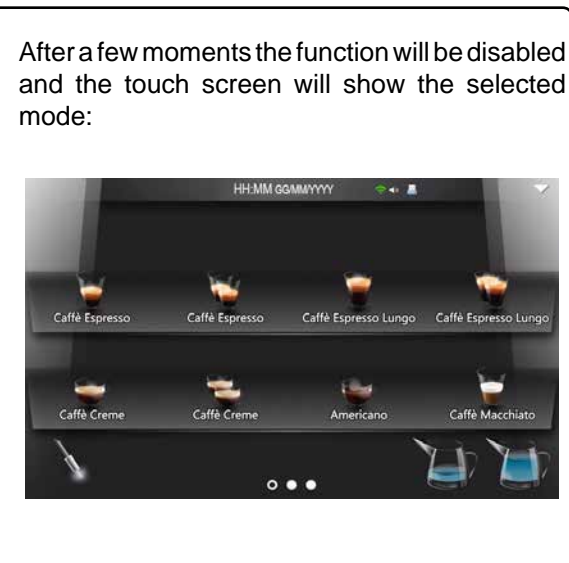 After a few moments the function will be disabled
and the touch screen will show the selected
mode:
HH:MM GG/MM/YYYY
Caffè Espresso Caffè Espresso Caffè Espresso Lungo Caffè Espresso Lungo
Caffè Creme Caffè Creme Americano Caffè Macchiato